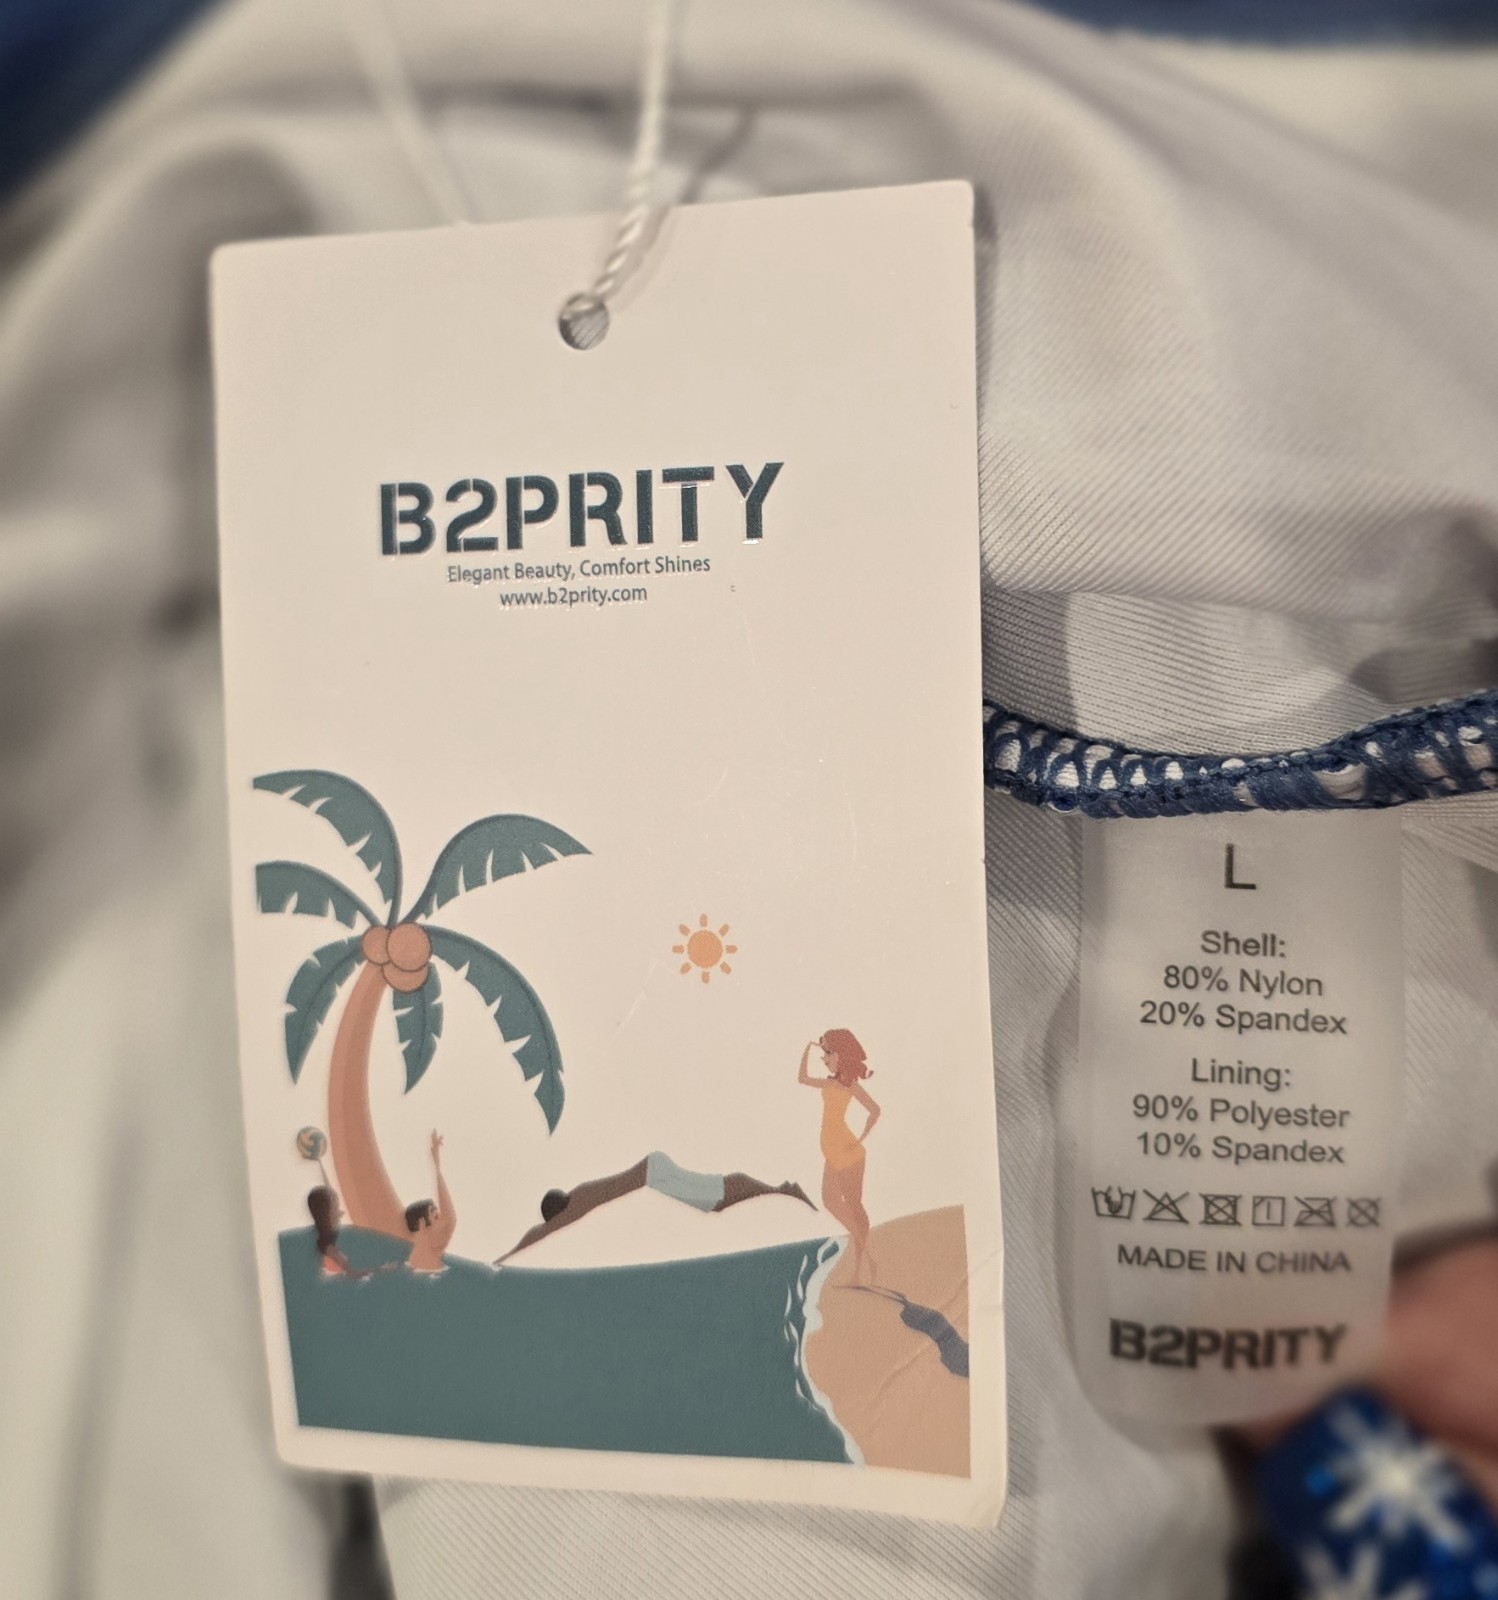 B2PRITY
Elegant Beauty, Comfort Shines
www.b2prity.com
L
Shell:
80% Nylon
20% Spandex
Lining:
90% Polyester
10% Spandex
MADE IN CHINA
B2PRITY